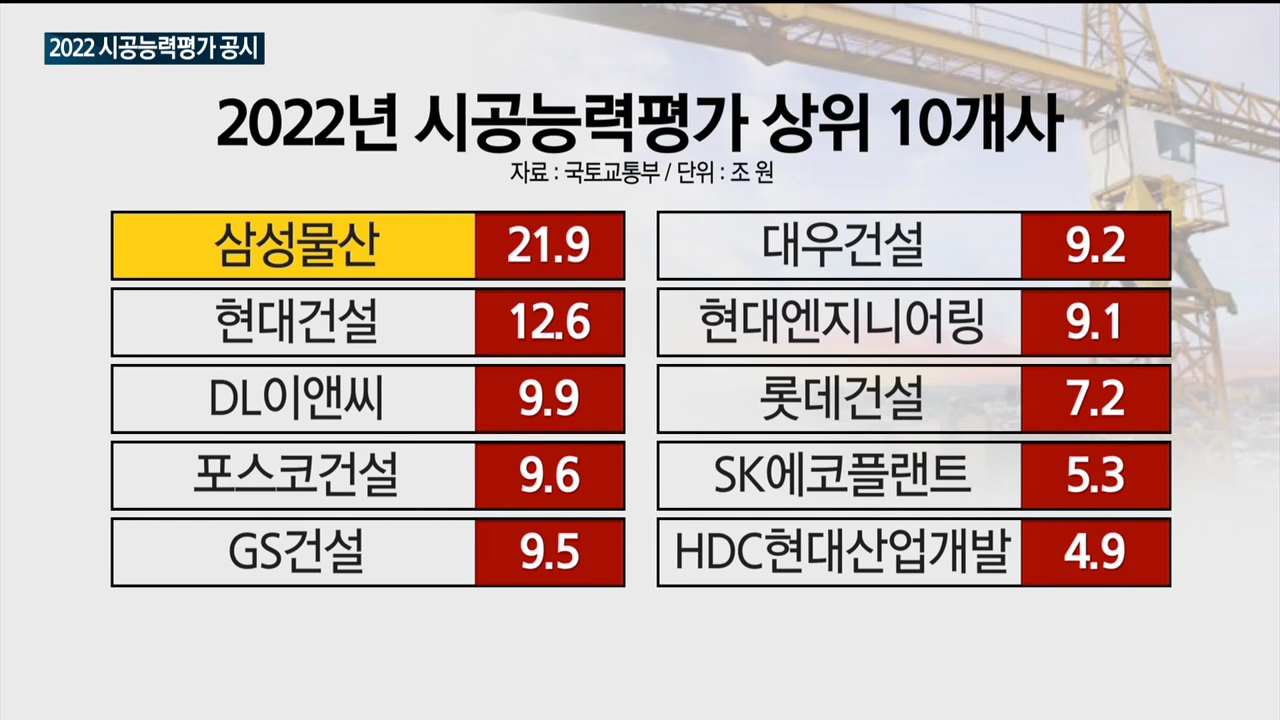 2022 시공능력평가 공시
2022년 시공능력평가 상위 10개사
자료 : 국토교통부 / 단위 : 조 원
삼성물산 21.9
현대건설 12.6
DL이앤씨 9.9
포스코건설 9.6
GS건설 9.5
대우건설 9.2
현대엔지니어링 9.1
롯데건설 7.2
SK에코플랜트 5.3
HDC현대산업개발 4.9